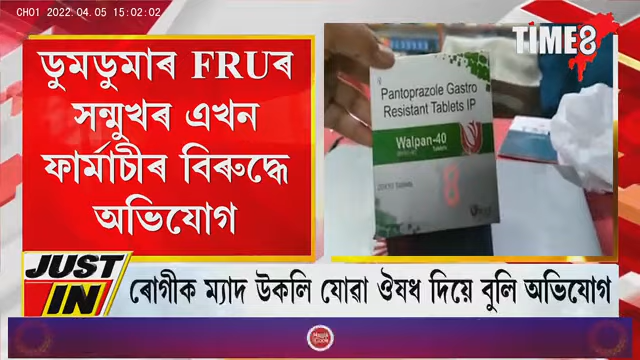 CH01 2022.04.05 15:02:02
TIME8
ডুমডুমাৰ FRUৰ
সন্মুখৰ এখন
ফাৰ্মাচীৰ বিৰুদ্ধে
অভিযোগ
Pantoprazole Gastro
Resistant Tablets IP
Walpan-40
Tablets
JUST
IN
ৰোগীক ম্যাদ উকলি যোৱা ঔষধ দিয়ে বুলি অভিযোগ